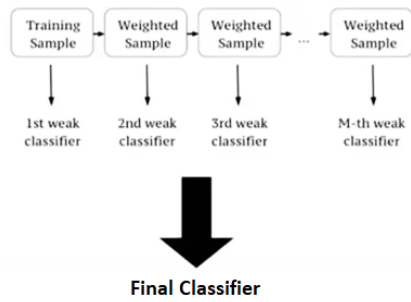 Training Weighted Weighted Weighted
Sample Sample Sample ... Sample
1st weak 2nd weak 3rd weak M-th weak
classifier classifier classifier classifier
Final Classifier